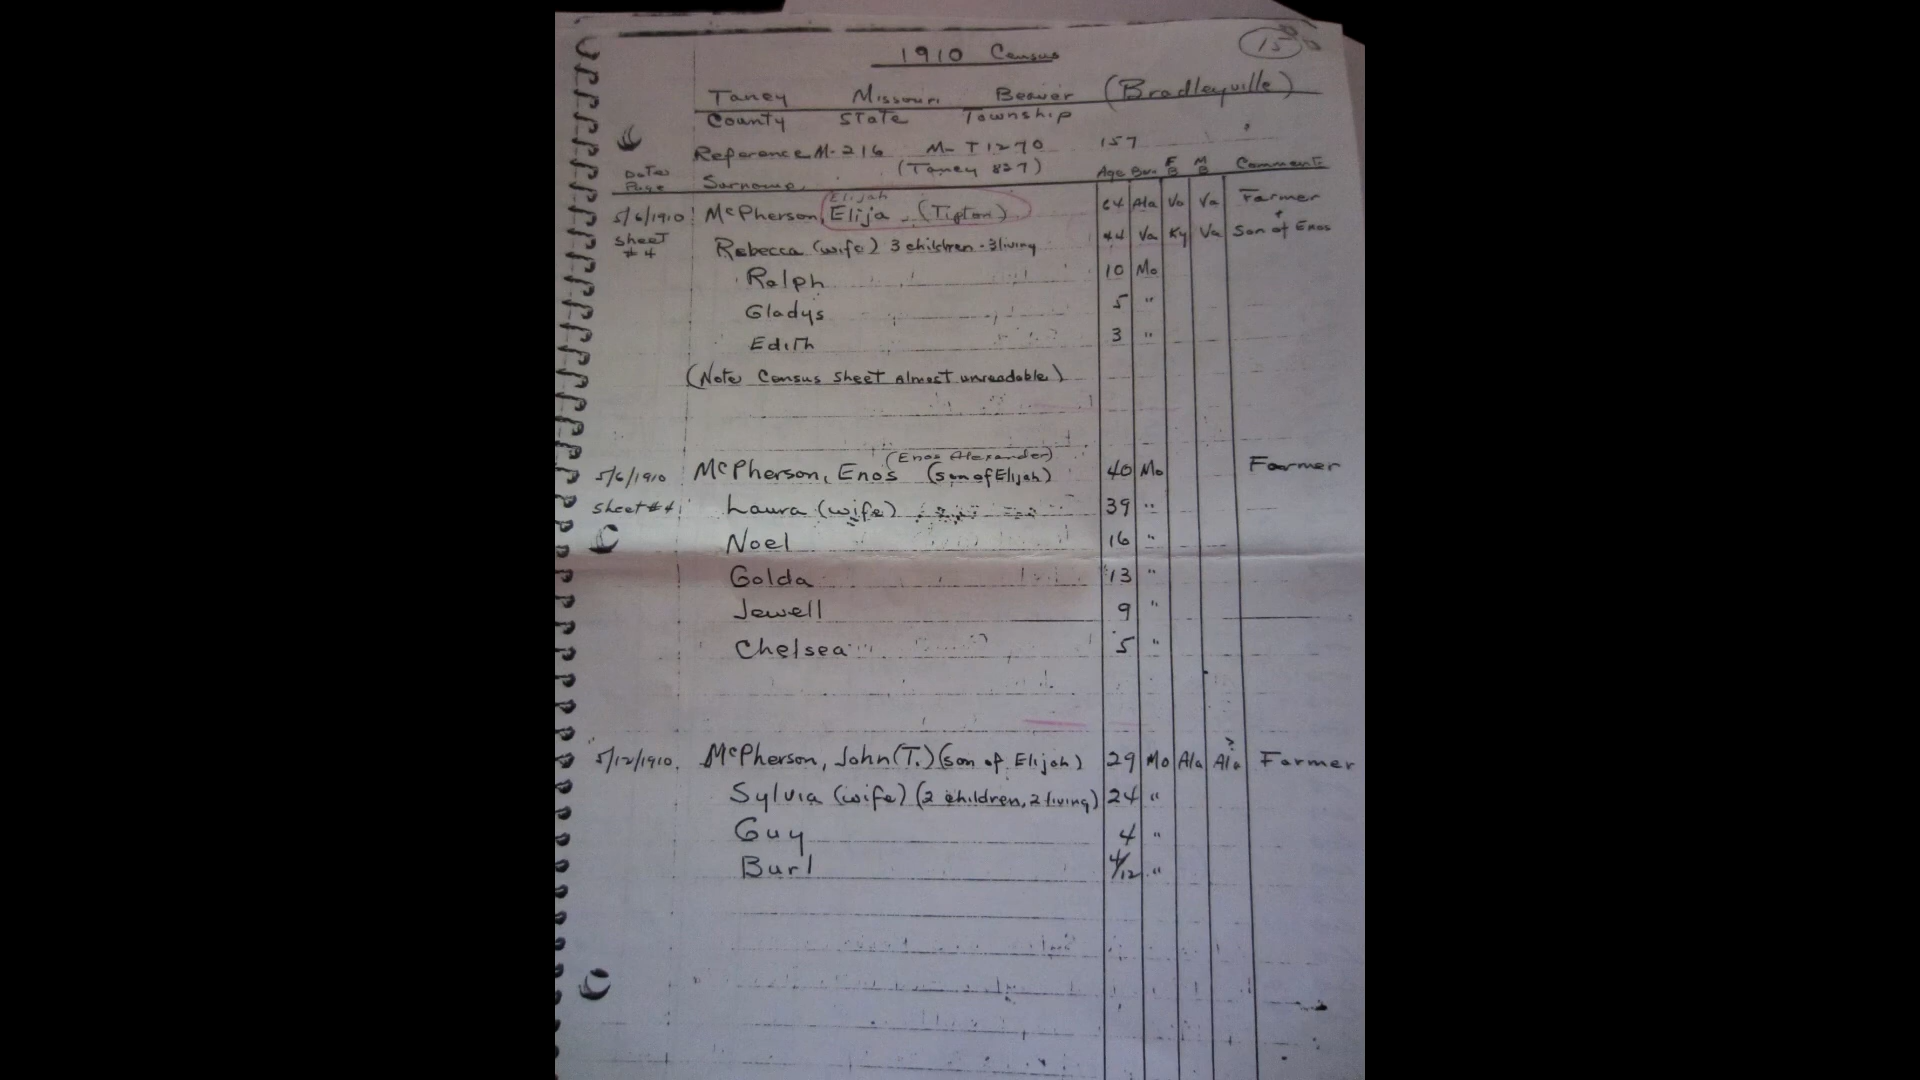 15
1910 Census
Taney Missouri Beaver (Bradleyville)
County State Township
Reference M-216 M-T1270 157
(Taney 827)
Date Page Surname Age Born F B M B Comments
Elijah
5/6/1910 McPherson, Elija (Tipton) 64 Ala Va Va Farmer
+
Sheet #4 Rebecca (wife) 3 children - 3 living 44 Va Ky Va Son of Enos
Ralph 10 Mo
Gladys 5 "
Edith 3 "
(Note Census Sheet Almost unreadable)
(Enos Alexander)
5/6/1910 McPherson, Enos (son of Elijah) 40 Mo Farmer
Sheet #4 Laura (wife) 39 "
Noel 16 "
Golda 13 "
Jewell 9 "
Chelsea 5 "
?
5/12/1910 McPherson, John (T.) (son of Elijah) 29 Mo Ala Ala Farmer
Sylvia (wife) (2 children, 2 living) 24 "
Guy 4 "
Burl 4/12 "